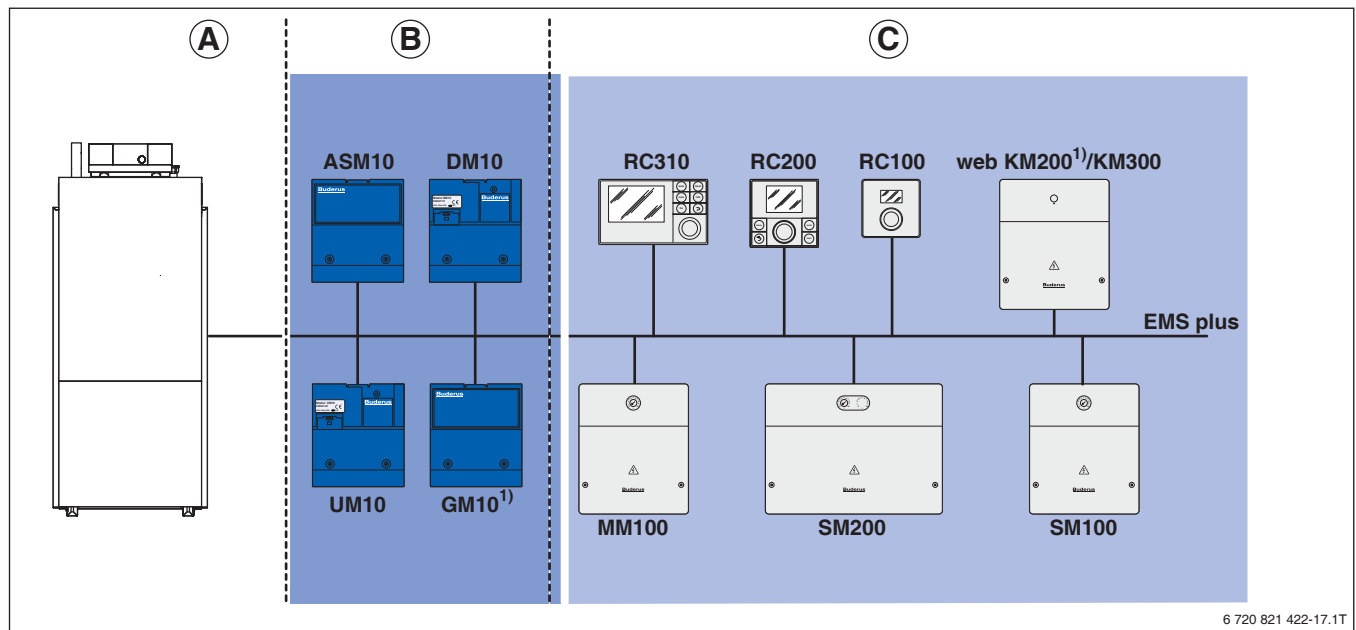 A
B
C
ASM10
DM10
RC310
RC200
RC100
web KM200¹⁾/KM300
Buderus
Buderus
EMS plus
Buderus
Buderus
Buderus
Buderus
Buderus
Buderus
UM10
GM10¹⁾
MM100
SM200
SM100
6 720 821 422-17.1T